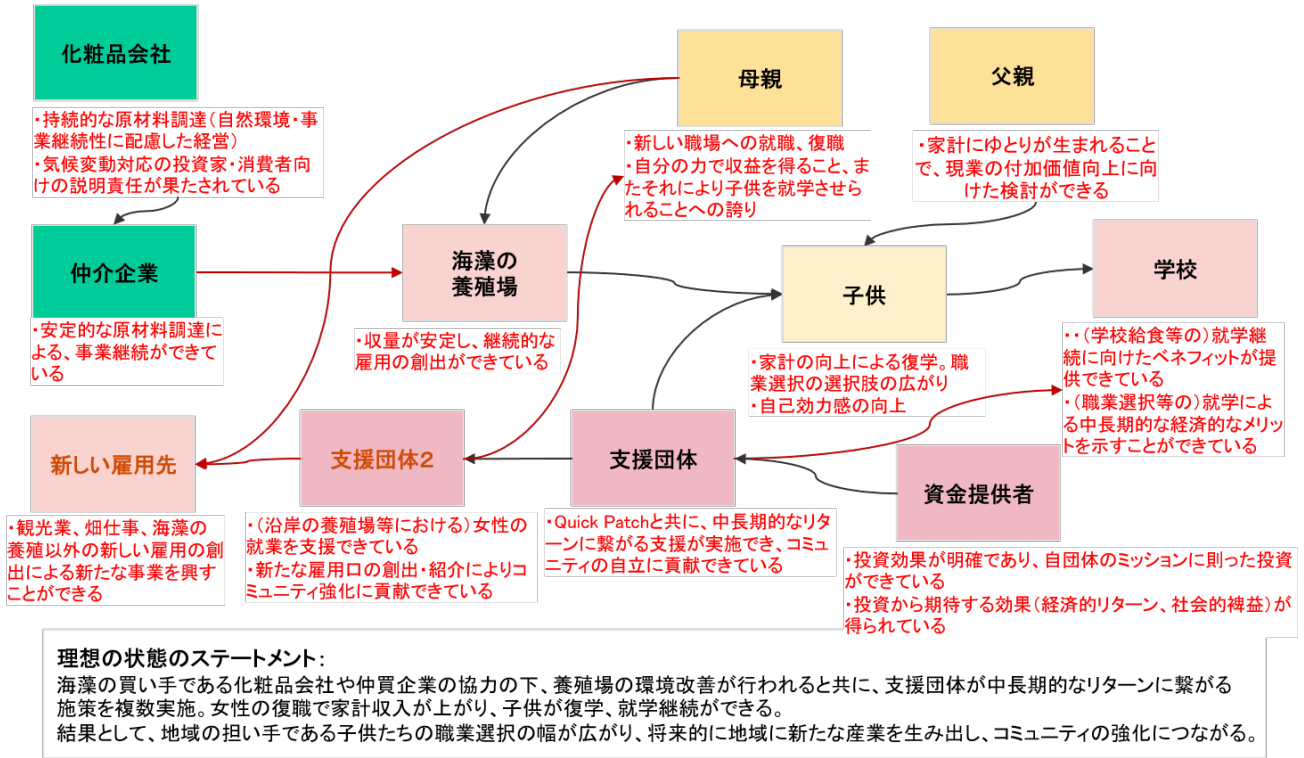 化粧品会社
・持続的な原材料調達（自然環境・事
業継続性に配慮した経営）
・気候変動対応の投資家・消費者向
けの説明責任が果たされている
母親
・新しい職場への就職、復職
・自分の力で収益を得ること、ま
たそれにより子供を就学させら
れることへの誇り
父親
・家計にゆとりが生まれること
で、現業の付加価値向上に向
けた検討ができる
仲介企業
・安定的な原材料調達に
よる、事業継続ができて
いる
海藻の
養殖場
・収量が安定し、継続的な
雇用の創出ができている
子供
・家計の向上による復学。職
業選択の選択肢の広がり
・自己効力感の向上
学校
・・（学校給食等の）就学継
続に向けたベネフィットが提
供できている
・（職業選択等の）就学によ
る中長期的な経済的なメリッ
トを示すことができている
新しい雇用先
・観光業、畑仕事、海藻の
養殖以外の新しい雇用の創
出による新たな事業を興す
ことができる
支援団体２
・（沿岸の養殖場等における）女性の
就業を支援できている
・新たな雇用口の創出・紹介によりコ
ミュニティ強化に貢献できている
支援団体
・Quick Patchと共に、中長期的なリタ
ーンに繋がる支援が実施でき、コミュ
ニティの自立に貢献できている
資金提供者
・投資効果が明確であり、自団体のミッションに則った投資
ができている
・投資から期待する効果（経済的リターン、社会的裨益）が
得られている
理想の状態のステートメント：
海藻の買い手である化粧品会社や仲買企業の協力の下、養殖場の環境改善が行われると共に、支援団体が中長期的なリターンに繋がる
施策を複数実施。女性の復職で家計収入が上がり、子供が復学、就学継続ができる。
結果として、地域の担い手である子供たちの職業選択の幅が広がり、将来的に地域に新たな産業を生み出し、コミュニティの強化につながる。